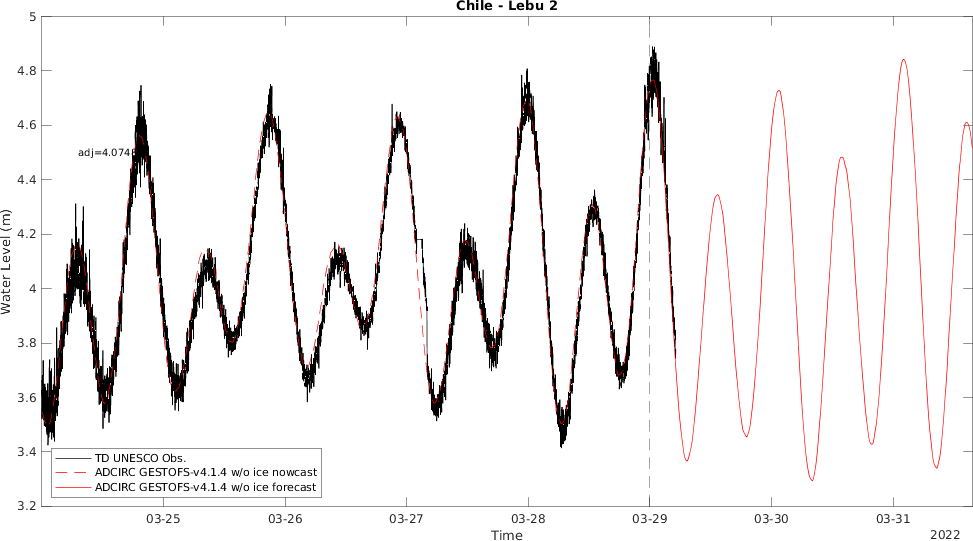 Chile - Lebu 2
5
4.8
4.6
4.4
4.2
4
3.8
3.6
3.4
3.2
Water Level (m)
adj=4.074
TD UNESCO Obs.
ADCIRC GESTOFS-v4.1.4 w/o ice nowcast
ADCIRC GESTOFS-v4.1.4 w/o ice forecast
03-25 03-26 03-27 03-28 03-29 03-30 03-31
Time
2022